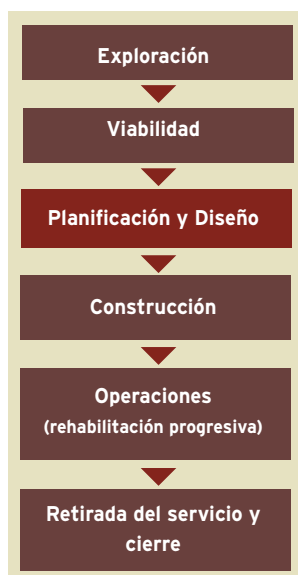 Exploración
Viabilidad
Planificación y Diseño
Construcción
Operaciones
(rehabilitación progresiva)
Retirada del servicio y
cierre